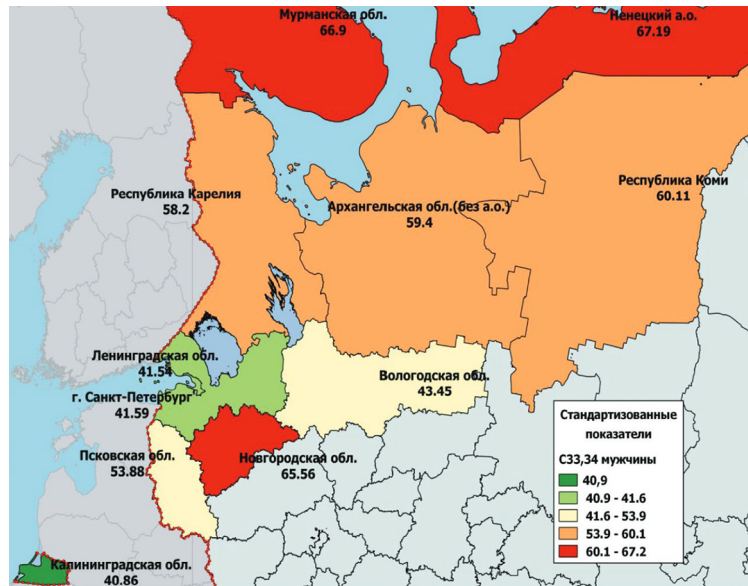 Мурманская обл.
66.9
Ненецкий а.о.
67.19
Республика Карелия
58.2
Архангельская обл.(без а.о.)
59.4
Республика Коми
60.11
Ленинградская обл.
41.54
г. Санкт-Петербург
41.59
Вологодская обл.
43.45
Псковская обл.
53.88
Новгородская обл.
65.56
Калининградская обл.
40.86
Стандартизованные
показатели
С33,34 мужчины
40,9
40.9 - 41.6
41.6 - 53.9
53.9 - 60.1
60.1 - 67.2